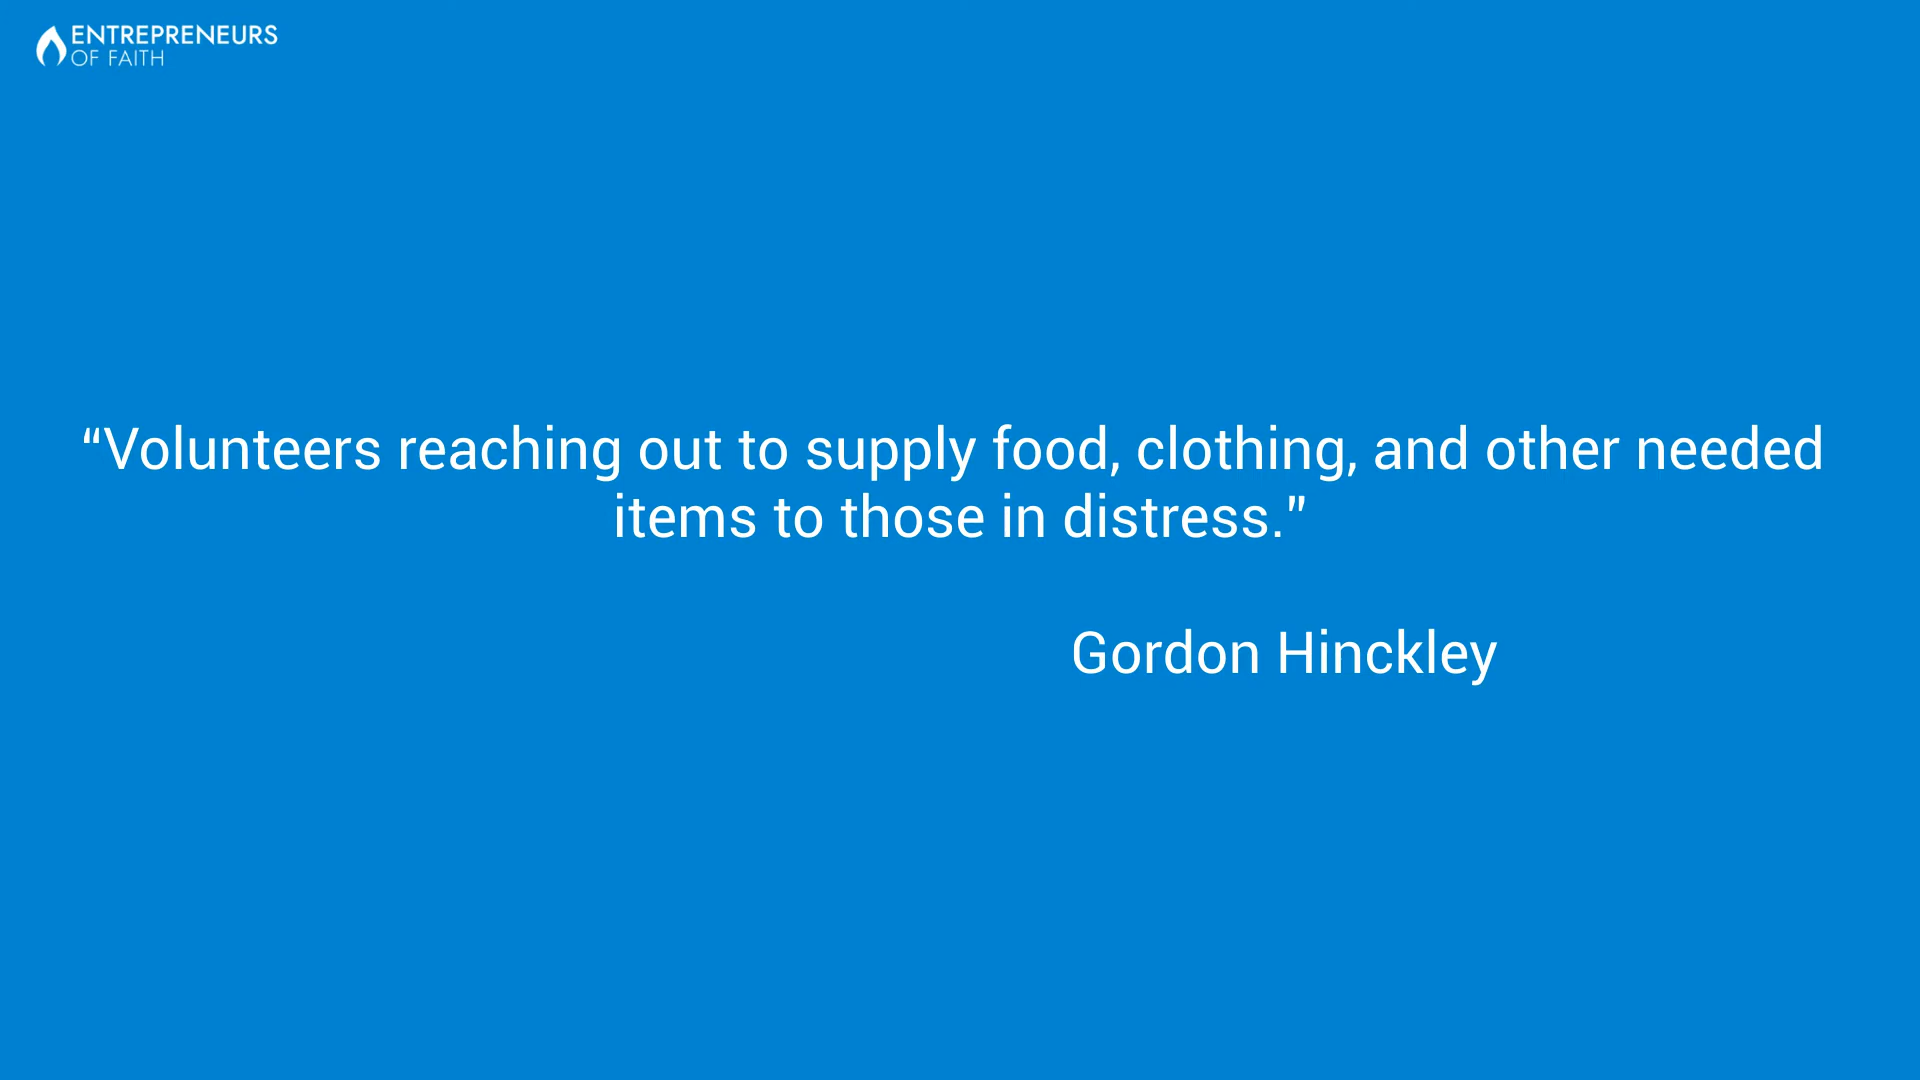 ENTREPRENEURS
OF FAITH
“Volunteers reaching out to supply food, clothing, and other needed
items to those in distress.”
Gordon Hinckley